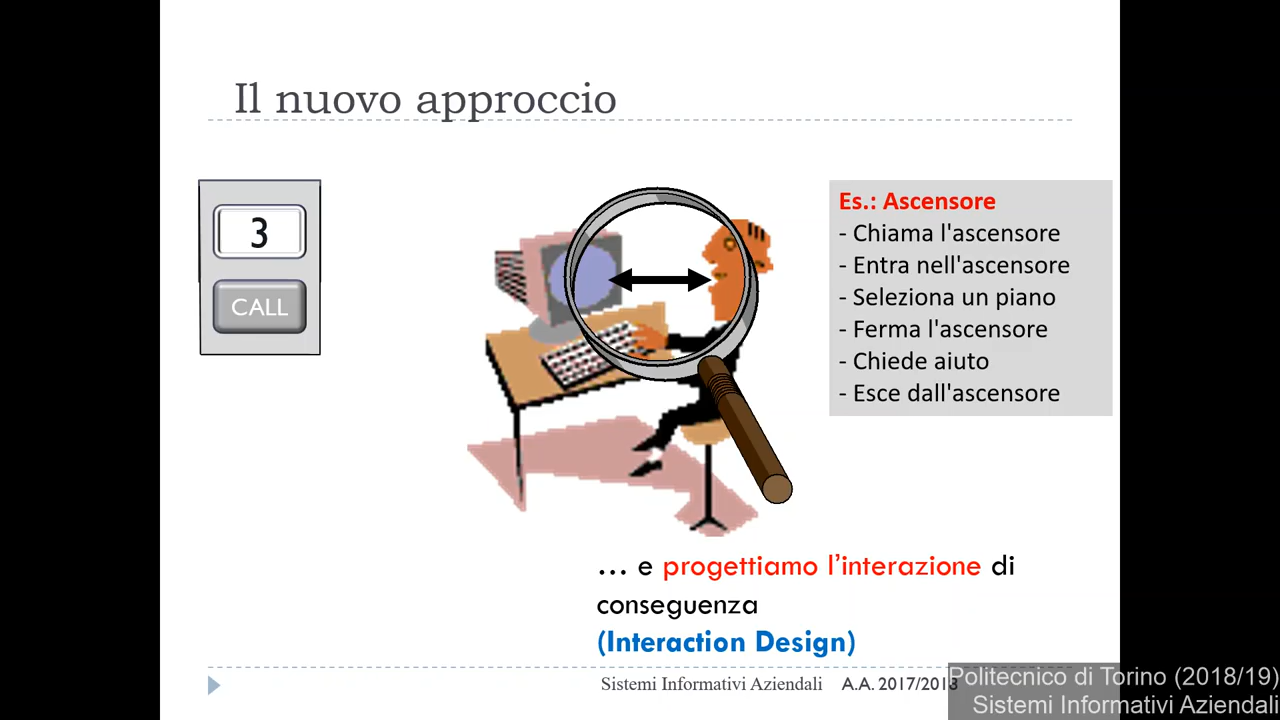 Il nuovo approccio
3
CALL
Es.: Ascensore
- Chiama l'ascensore
- Entra nell'ascensore
- Seleziona un piano
- Ferma l'ascensore
- Chiede aiuto
- Esce dall'ascensore
… e progettiamo l’interazione di
conseguenza
(Interaction Design)
Sistemi Informativi Aziendali A.A. 2017/2018
Politecnico di Torino (2018/19)
Sistemi Informativi Aziendali